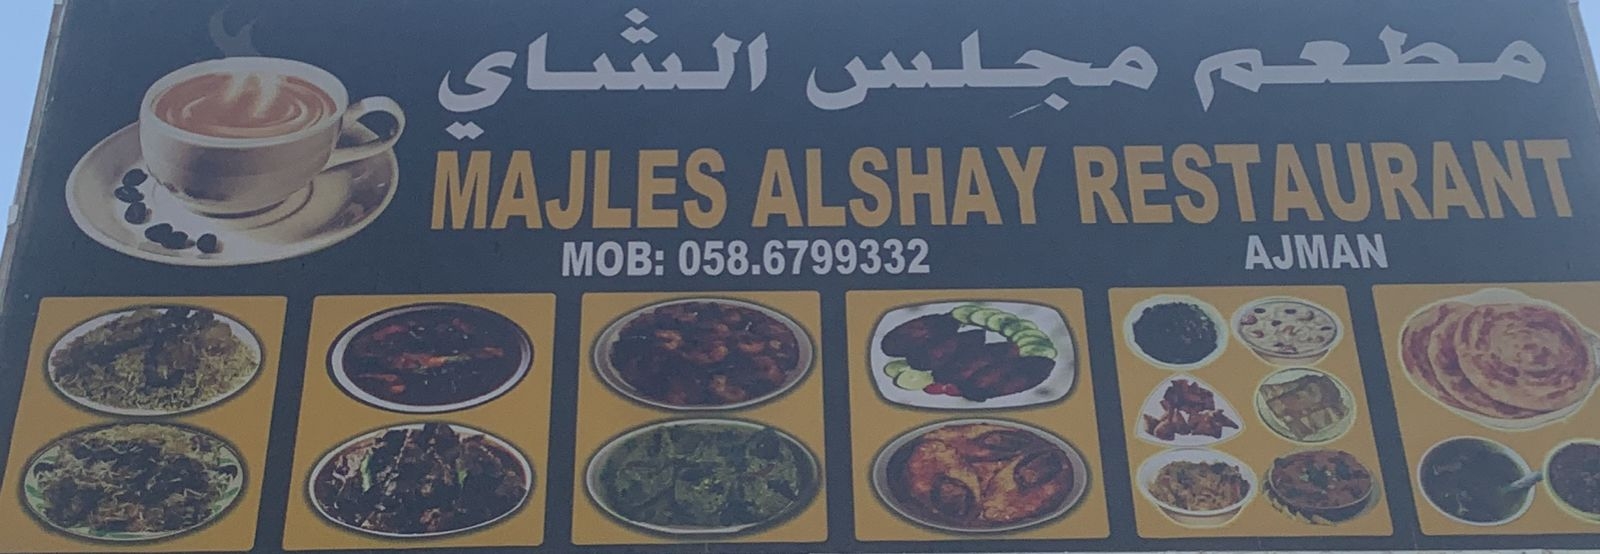 مطعم مجلس الشاي
MAJLES ALSHAY RESTAURANT
MOB: 058.6799332 AJMAN